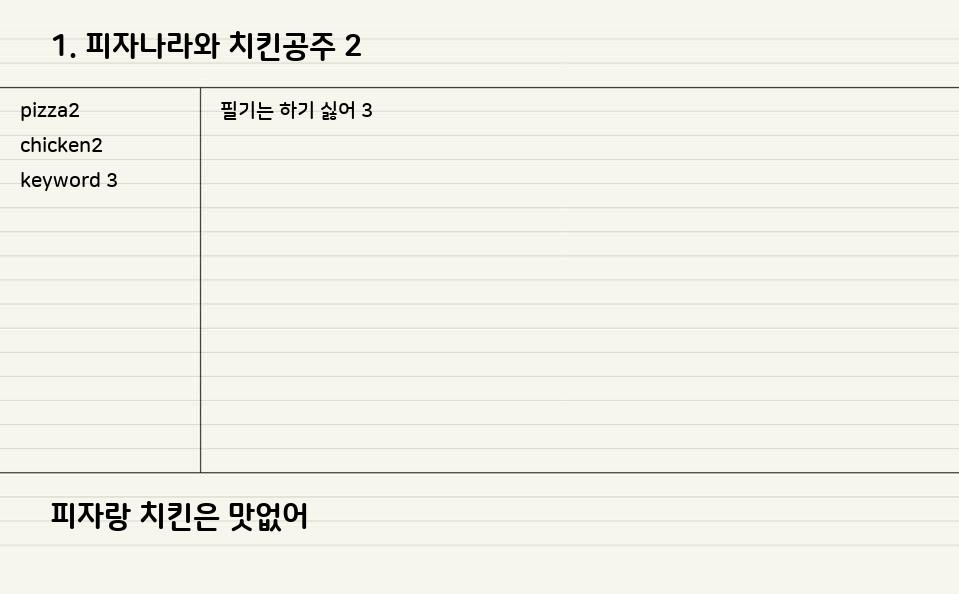 1. 피자나라와 치킨공주 2
pizza2
chicken2
keyword 3
필기는 하기 싫어 3
피자랑 치킨은 맛없어